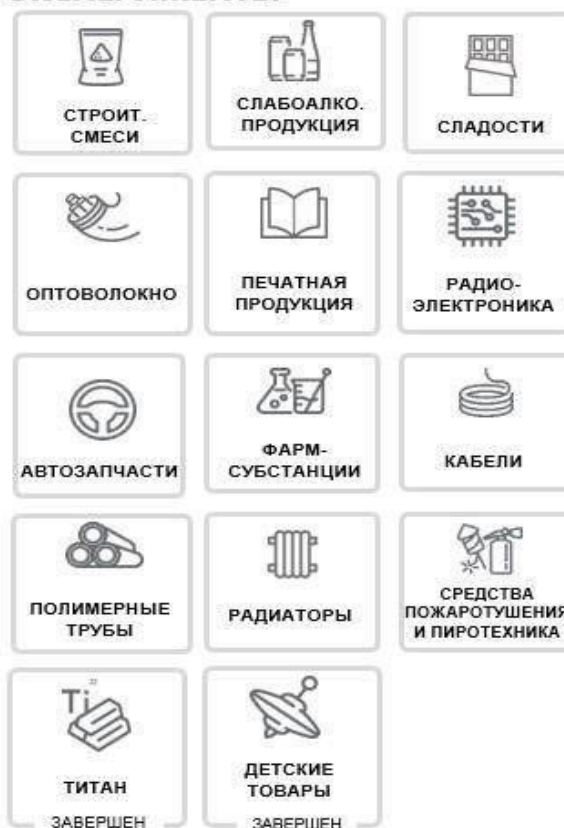 СТРОИТ.
СМЕСИ
СЛАБОАЛКО.
ПРОДУКЦИЯ
СЛАДОСТИ
ОПТОВОЛОКНО
ПЕЧАТНАЯ
ПРОДУКЦИЯ
РАДИО-
ЭЛЕКТРОНИКА
АВТОЗАПЧАСТИ
ФАРМ-
СУБСТАНЦИИ
КАБЕЛИ
ПОЛИМЕРНЫЕ
ТРУБЫ
РАДИАТОРЫ
СРЕДСТВА
ПОЖАРОТУШЕНИЯ
И ПИРОТЕХНИКА
Ti
ТИТАН
ЗАВЕРШЕН
ДЕТСКИЕ
ТОВАРЫ
ЗАВЕРШЕН